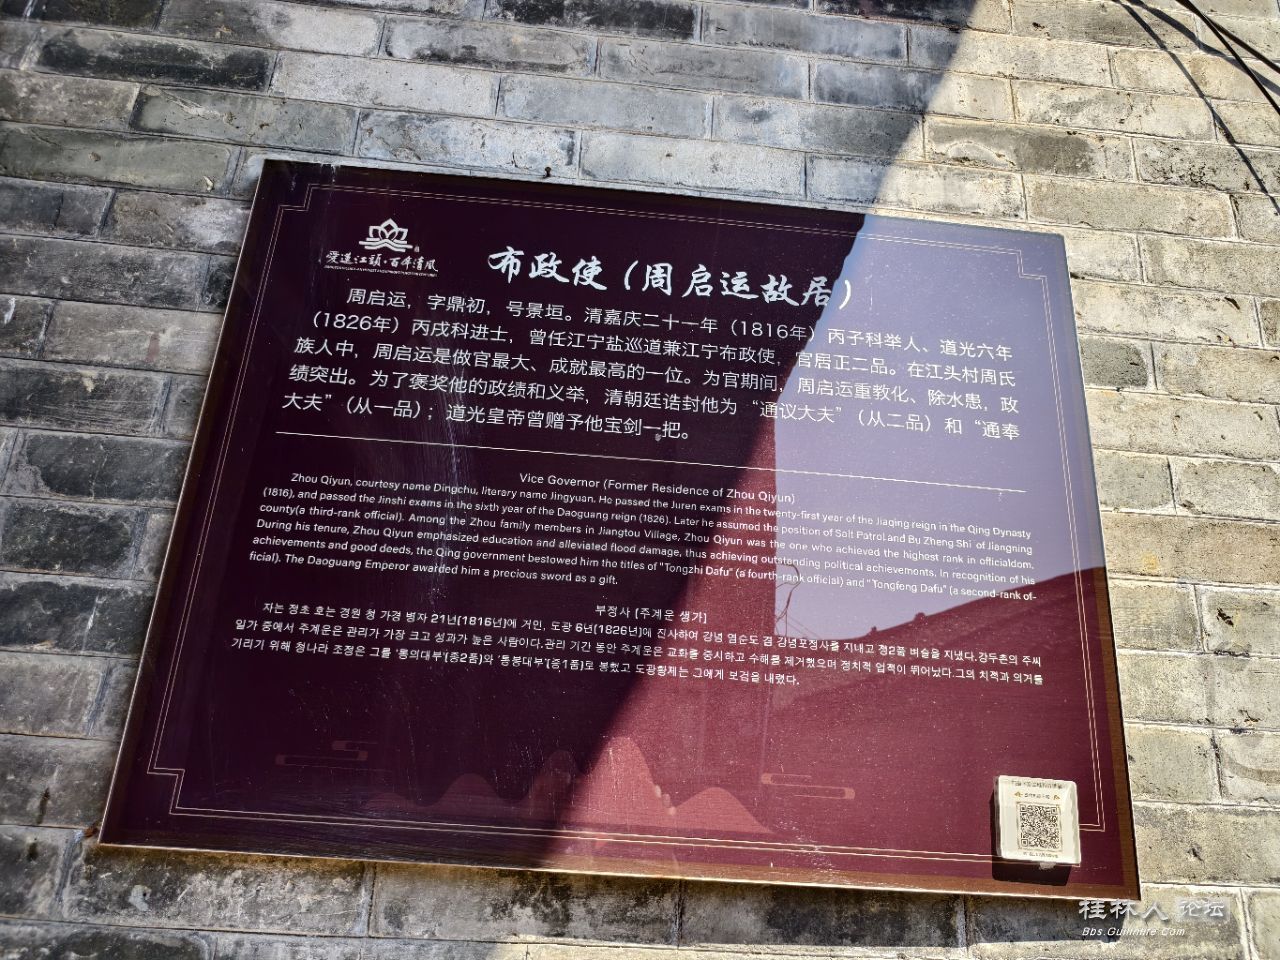 爱莲江头·百年清风
布政使（周启运故居）
周启运，字鼎初，号景垣。清嘉庆二十一年（1816年）丙子科举人、道光六年
（1826年）丙戌科进士，曾任江宁盐巡道兼江宁布政使，官居正二品。在江头村周氏
族人中，周启运是做官最大、成就最高的一位。为官期间，周启运重教化、除水患，政
绩突出。为了褒奖他的政绩和义举，清朝廷诰封他为“通议大夫”（从二品）和“通奉
大夫”（从一品）；道光皇帝曾赠予他宝剑一把。
Vice Governor (Former Residence of Zhou Qiyun)
Zhou Qiyun, courtesy name Dingchu, literary name Jingyuan. He passed the Juren exams in the twenty-first year of the Jiaqing reign in the Qing Dynasty
(1816), and passed the Jinshi exams in the sixth year of the Daoguang reign (1826). Later he assumed the position of Salt Patrol and Bu Zheng Shi of Jiangning
county(a third-rank official). Among the Zhou family members in Jiangtou Village, Zhou Qiyun was the one who achieved the highest rank in officialdom.
During his tenure, Zhou Qiyun emphasized education and alleviated flood damage, thus achieving outstanding political achievements. In recognition of his
achievements and good deeds, the Qing government bestowed him the titles of "Tongzhi Dafu" (a fourth-rank official) and "Tongfeng Dafu" (a second-rank of-
ficial). The Daoguang Emperor awarded him a precious sword as a gift.
부정사 [주계운 생가]
자는 정초 호는 경원 청 가경 병자 21년[1816년]에 거인, 도광 6년[1826년]에 진사하여 강녕 염순도 겸 강녕포정사를 지내고 정2품 벼슬을 지냈다.강두촌의 주씨
일가 중에서 주계운은 관리가 가장 크고 성과가 높은 사람이다.관리 기간 동안 주계운은 교화를 중시하고 수해를 제거했으며 정치적 업적이 뛰어났다.그의 치적과 의거를
기리기 위해 청나라 조정은 그를 '통의대부'(종2품)와 '통봉대부'[종1품]로 봉했고 도광황제는 그에게 보검을 내렸다.
桂林人论坛
Bbs.Guilinlife.Com